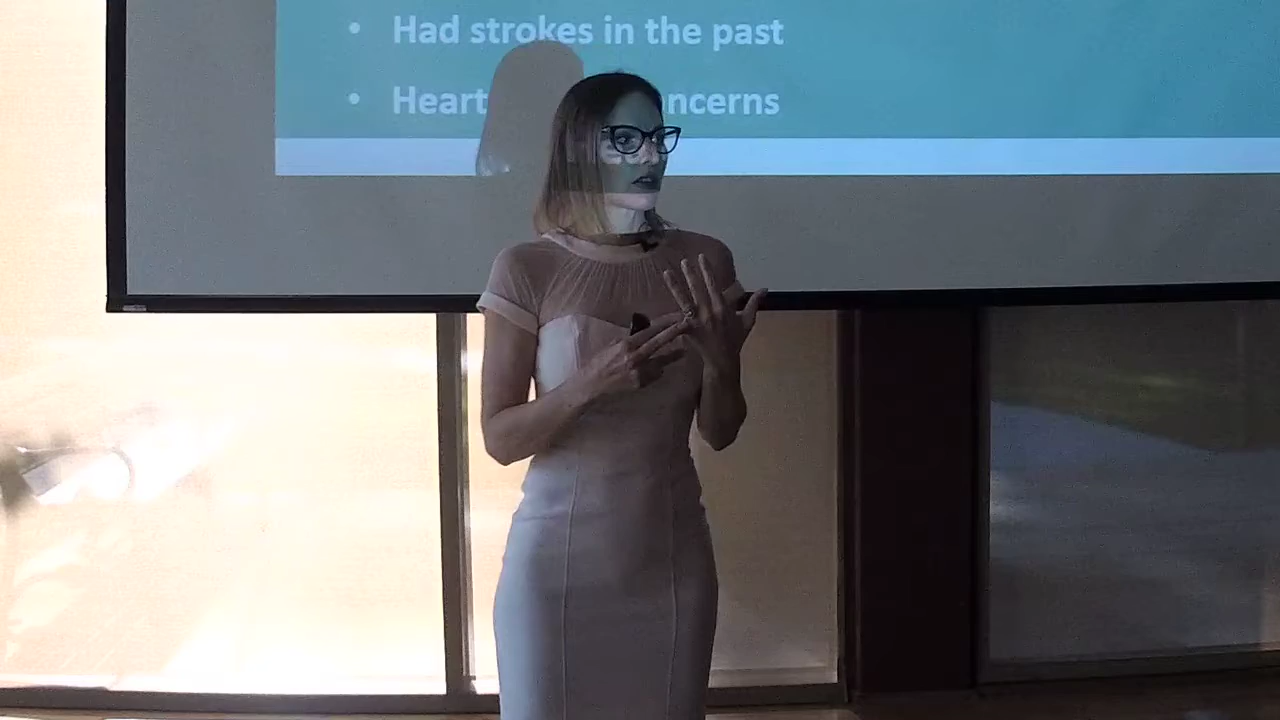 • Had strokes in the past
• Heart ncerns